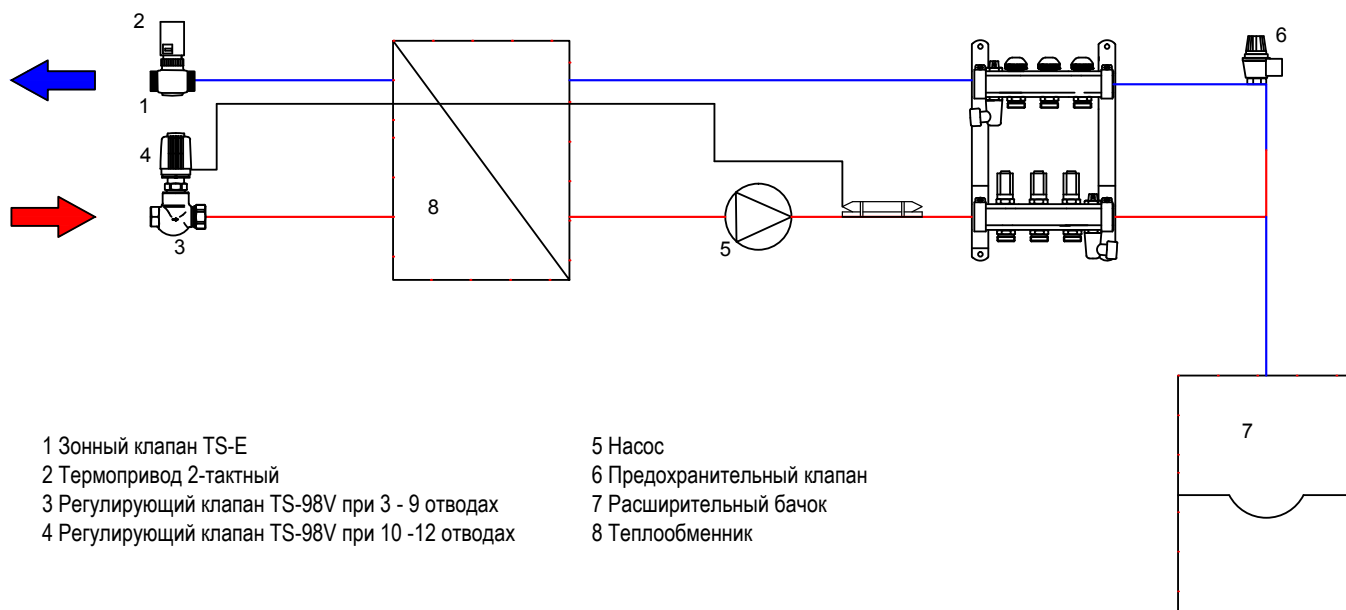 2
6
1
4
8
3
5
7
1 Зонный клапан TS-E
2 Термопривод 2-тактный
3 Регулирующий клапан TS-98V при 3 - 9 отводах
4 Регулирующий клапан TS-98V при 10 -12 отводах
5 Насос
6 Предохранительный клапан
7 Расширительный бачок
8 Теплообменник